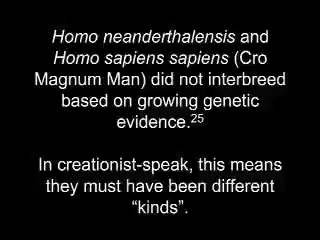 Homo neanderthalensis and
Homo sapiens sapiens (Cro
Magnum Man) did not interbreed
based on growing genetic
evidence.25
In creationist-speak, this means
they must have been different
“kinds”.